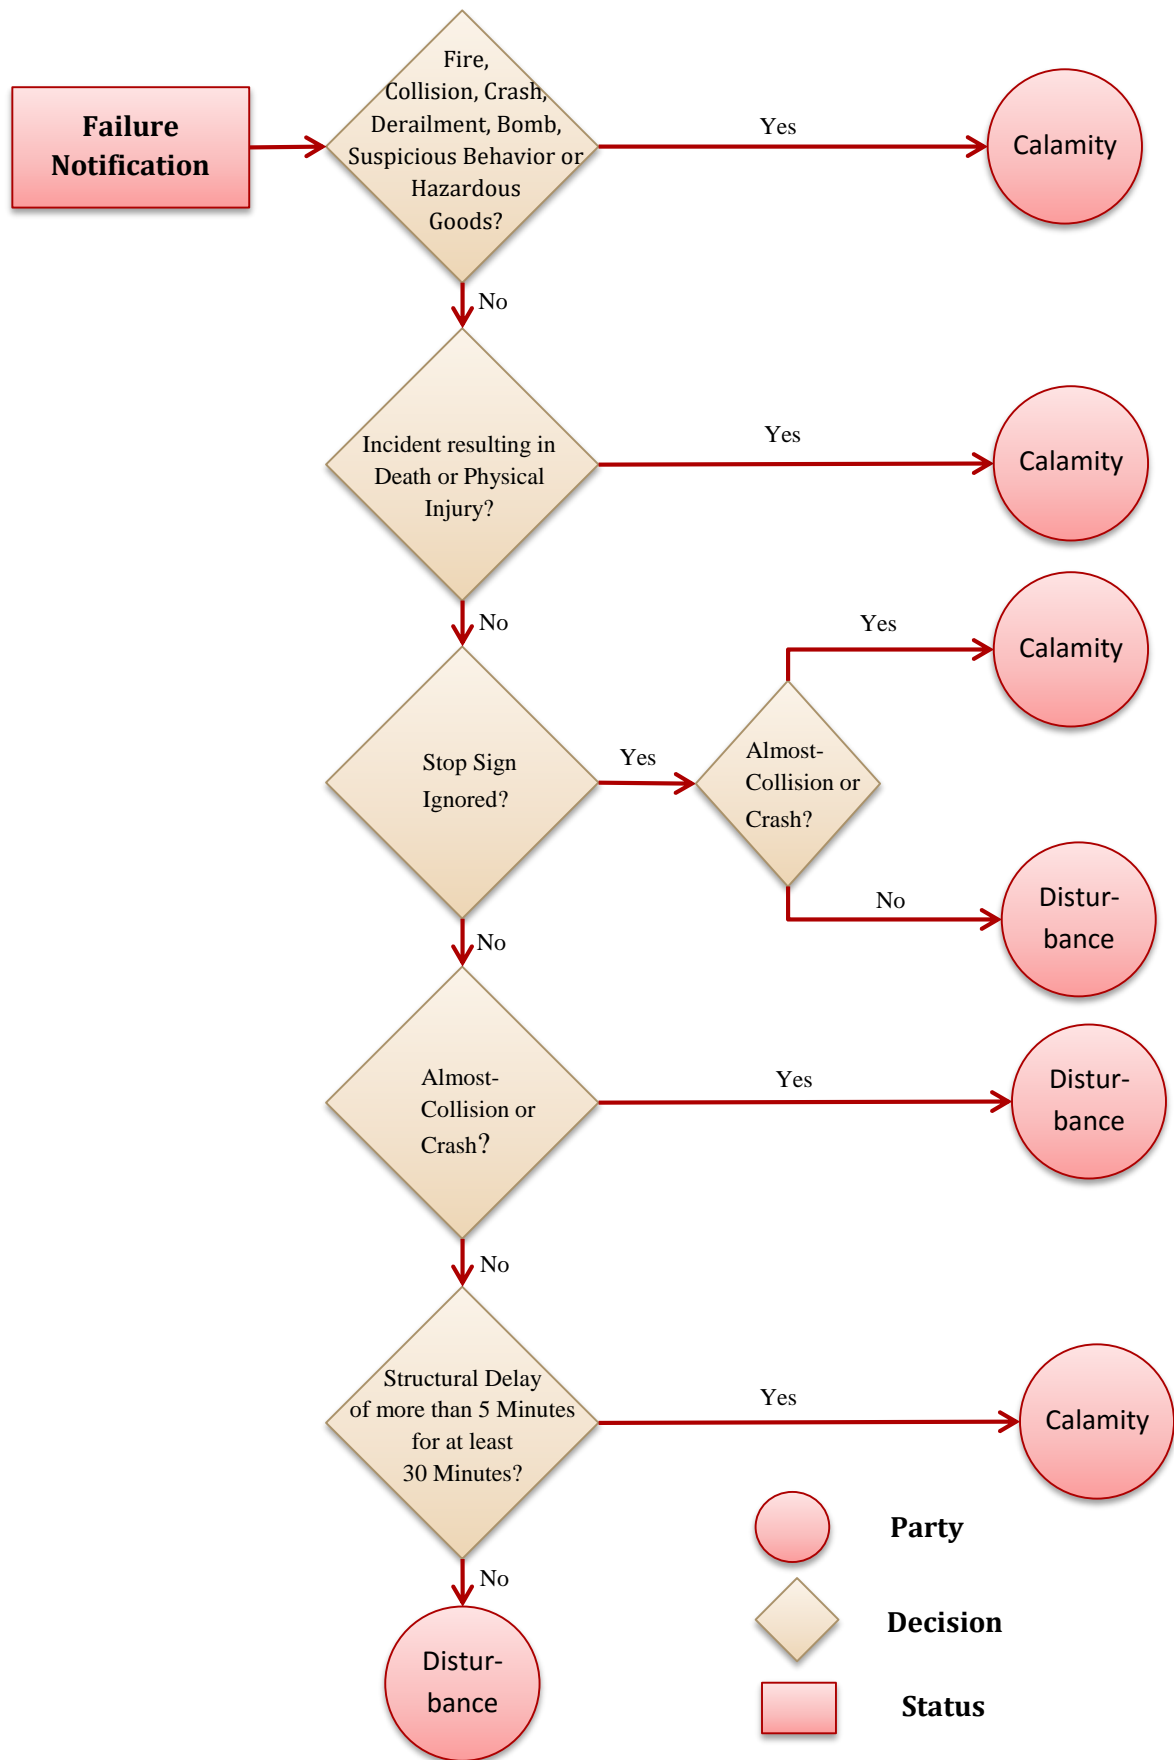 Failure
Notification
Fire,
Collision, Crash,
Derailment, Bomb,
Suspicious Behavior or
Hazardous
Goods?
Yes
Calamity
No
Incident resulting in
Death or Physical
Injury?
Yes
Calamity
No
Stop Sign
Ignored?
Yes
Almost-
Collision or
Crash?
Yes
Calamity
No
Distur-
bance
No
Almost-
Collision or
Crash?
Yes
Distur-
bance
No
Structural Delay
of more than 5 Minutes
for at least
30 Minutes?
Yes
Calamity
No
Distur-
bance
Party
Decision
Status